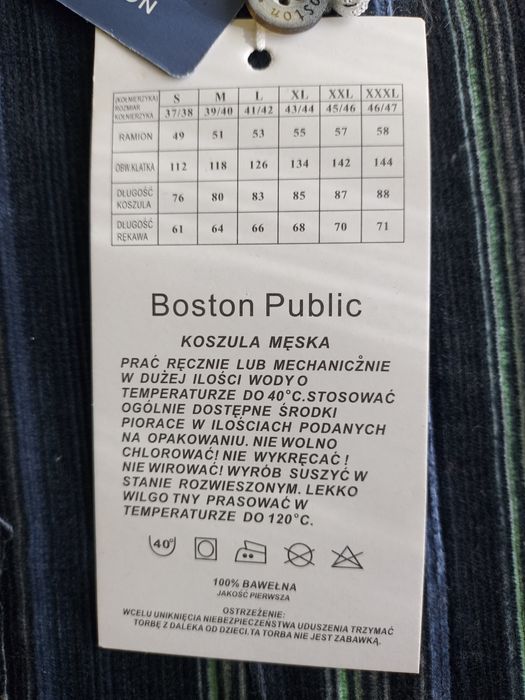 ON
oston
(KOŁNIERZYKA) S M L XL XXL XXXL
ROZMIAR KOŁNIERZYKA 37/38 39/40 41/42 43/44 45/46 46/47
RAMION 49 51 53 55 57 58
OBW.KLATKA 112 118 126 134 142 144
DŁUGOŚĆ KOSZULA 76 80 83 85 87 88
DŁUGOŚĆ RĘKAWA 61 64 66 68 70 71
Boston Public
KOSZULA MĘSKA
PRAĆ RĘCZNIE LUB MECHANICŻNIE
W DUŻEJ ILOŚCI WODY O
TEMPERATURZE DO 40°C.STOSOWAĆ
OGÓLNIE DOSTĘPNE ŚRODKI
PIORACE W ILOŚCIACH PODANYCH
NA OPAKOWANIU. NIE WOLNO
CHLOROWAĆ! NIE WYKRĘCAĆ !
NIE WIROWAĆ! WYRÓB SUSZYĆ W
STANIE ROZWIESZONYM. LEKKO
WILGO TNY PRASOWAĆ W
TEMPERATURZE DO 120°C.
40°
100% BAWEŁNA
JAKOŚĆ PIERWSZA
OSTRZEŻENIE:
WCELU UNIKNIĘCIA NIEBEZPIECZEŃSTWA UDUSZENIA TRZYMAĆ
TORBĘ Z DALEKA OD DZIECI.TA TORBA NIE JEST ZABAWKĄ.